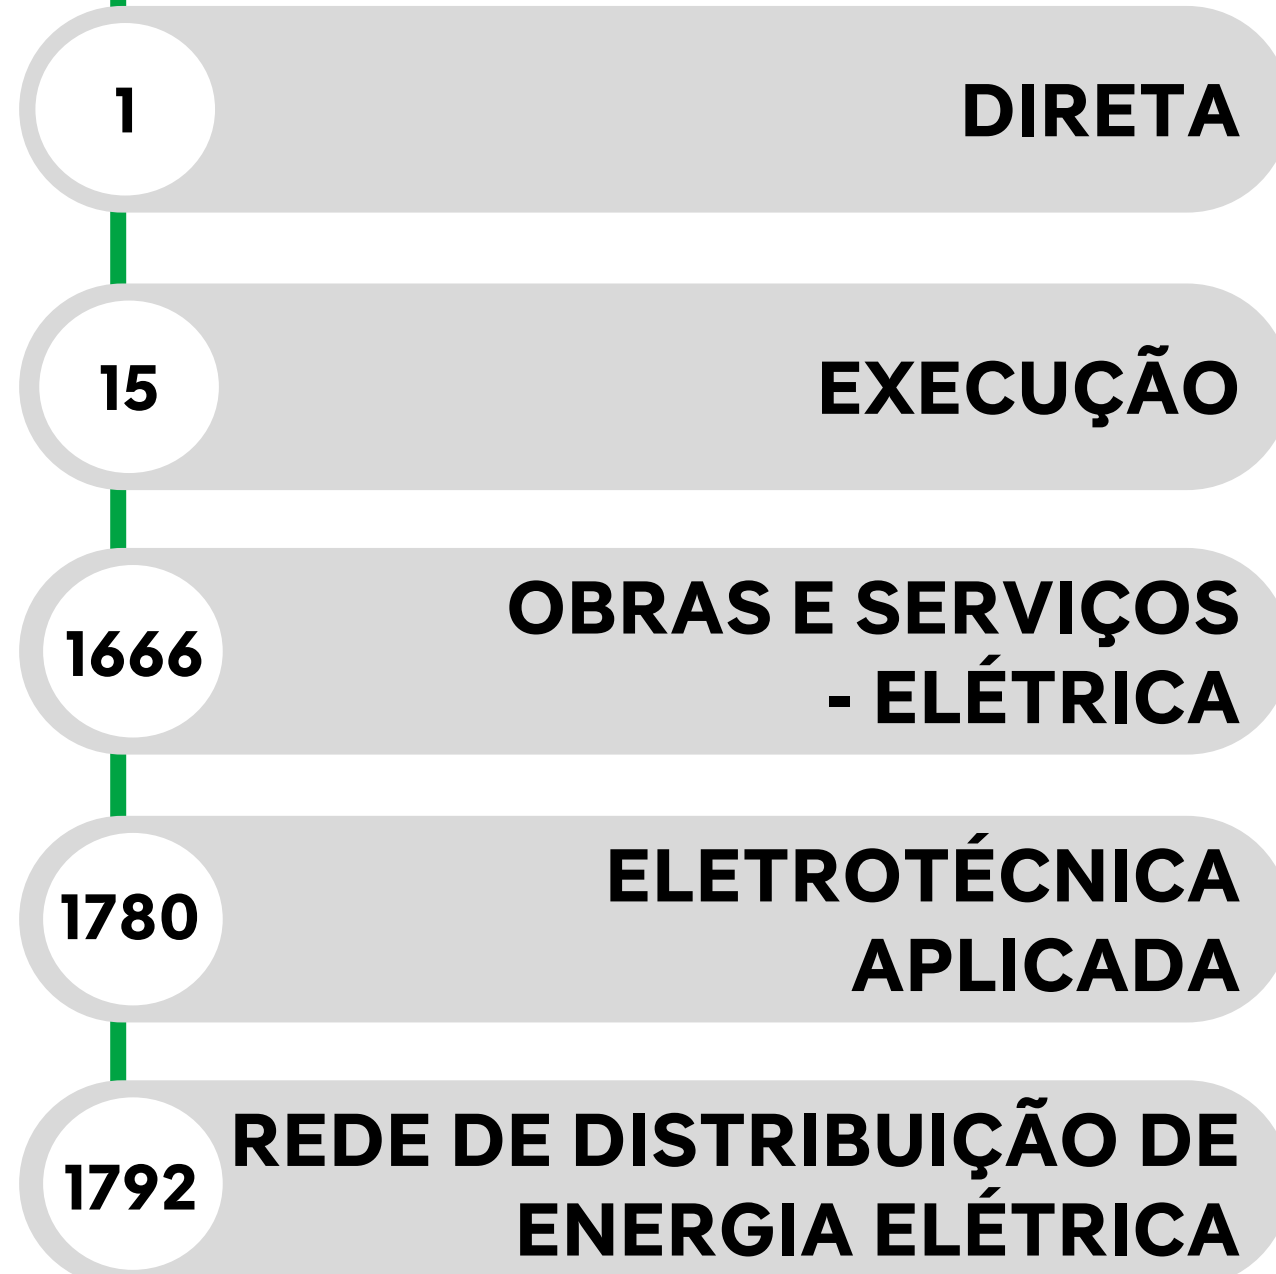 1
DIRETA
15
EXECUÇÃO
1666
OBRAS E SERVIÇOS
- ELÉTRICA
1780
ELETROTÉCNICA
APLICADA
1792
REDE DE DISTRIBUIÇÃO DE
ENERGIA ELÉTRICA